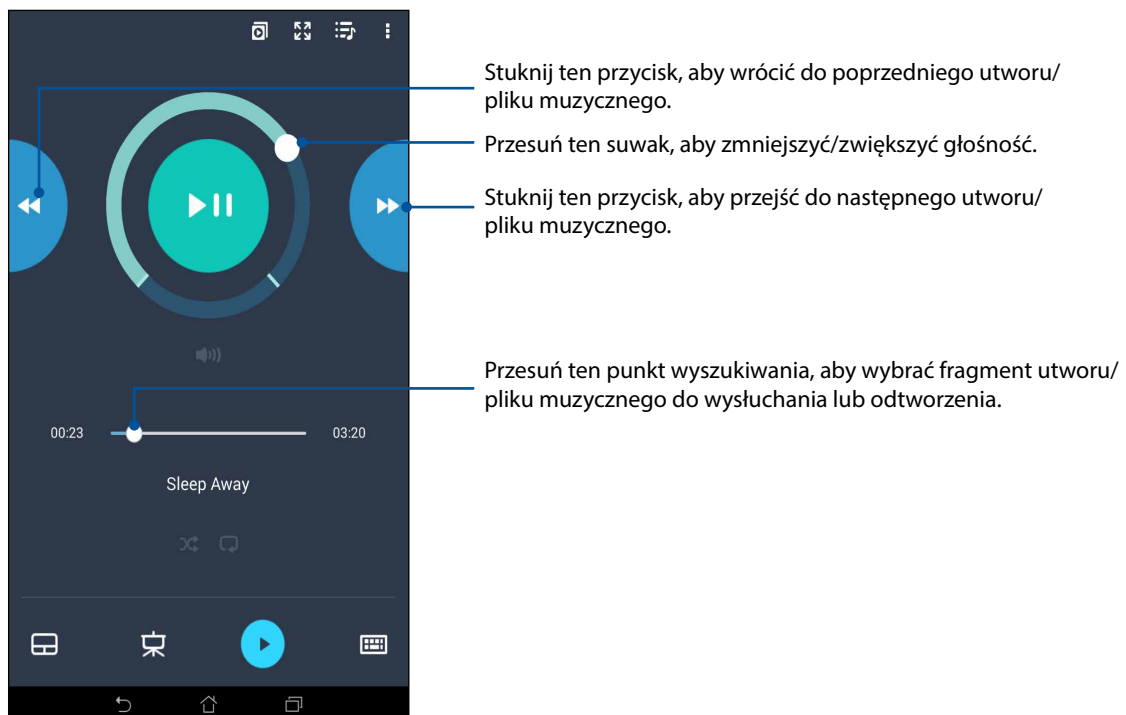 Stuknij ten przycisk, aby wrócić do poprzedniego utworu/
pliku muzycznego.
Przesuń ten suwak, aby zmniejszyć/zwiększyć głośność.
Stuknij ten przycisk, aby przejść do następnego utworu/
pliku muzycznego.
Przesuń ten punkt wyszukiwania, aby wybrać fragment utworu/
pliku muzycznego do wysłuchania lub odtworzenia.
00:23 03:20
Sleep Away